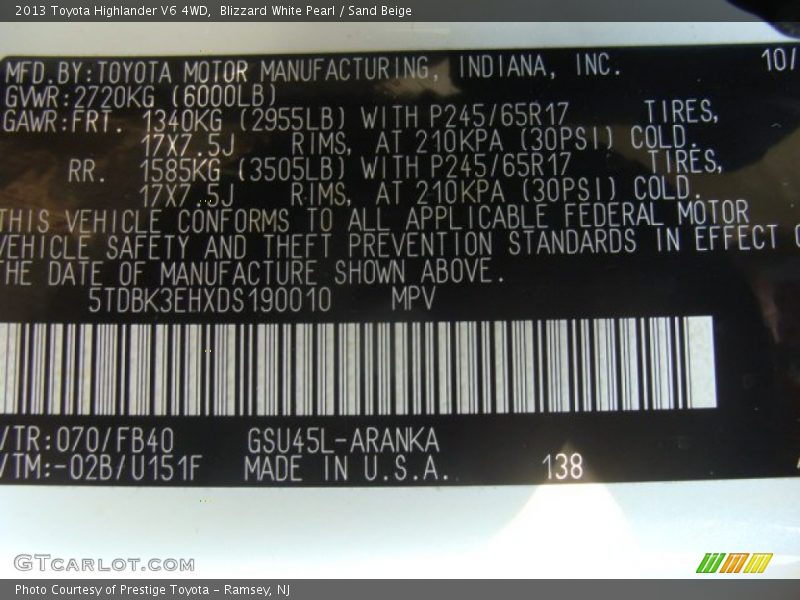 2013 Toyota Highlander V6 4WD,  Blizzard White Pearl / Sand Beige
MFD.BY:TOYOTA MOTOR MANUFACTURING, INDIANA, INC. 10/
GVWR:2720KG (6000LB)
GAWR:FRT. 1340KG (2955LB) WITH P245/65R17 TIRES,
17X7.5J RIMS, AT 210KPA (30PSI) COLD.
RR. 1585KG (3505LB) WITH P245/65R17 TIRES,
17X7.5J RIMS, AT 210KPA (30PSI) COLD.
THIS VEHICLE CONFORMS TO ALL APPLICABLE FEDERAL MOTOR
VEHICLE SAFETY AND THEFT PREVENTION STANDARDS IN EFFECT O
THE DATE OF MANUFACTURE SHOWN ABOVE.
5TDBK3EHXDS190010 MPV
/TR:070/FB40 GSU45L-ARANKA
/TM:-02B/U151F MADE IN U.S.A. 138
GTcarlot.com
Photo Courtesy of Prestige Toyota - Ramsey, NJ